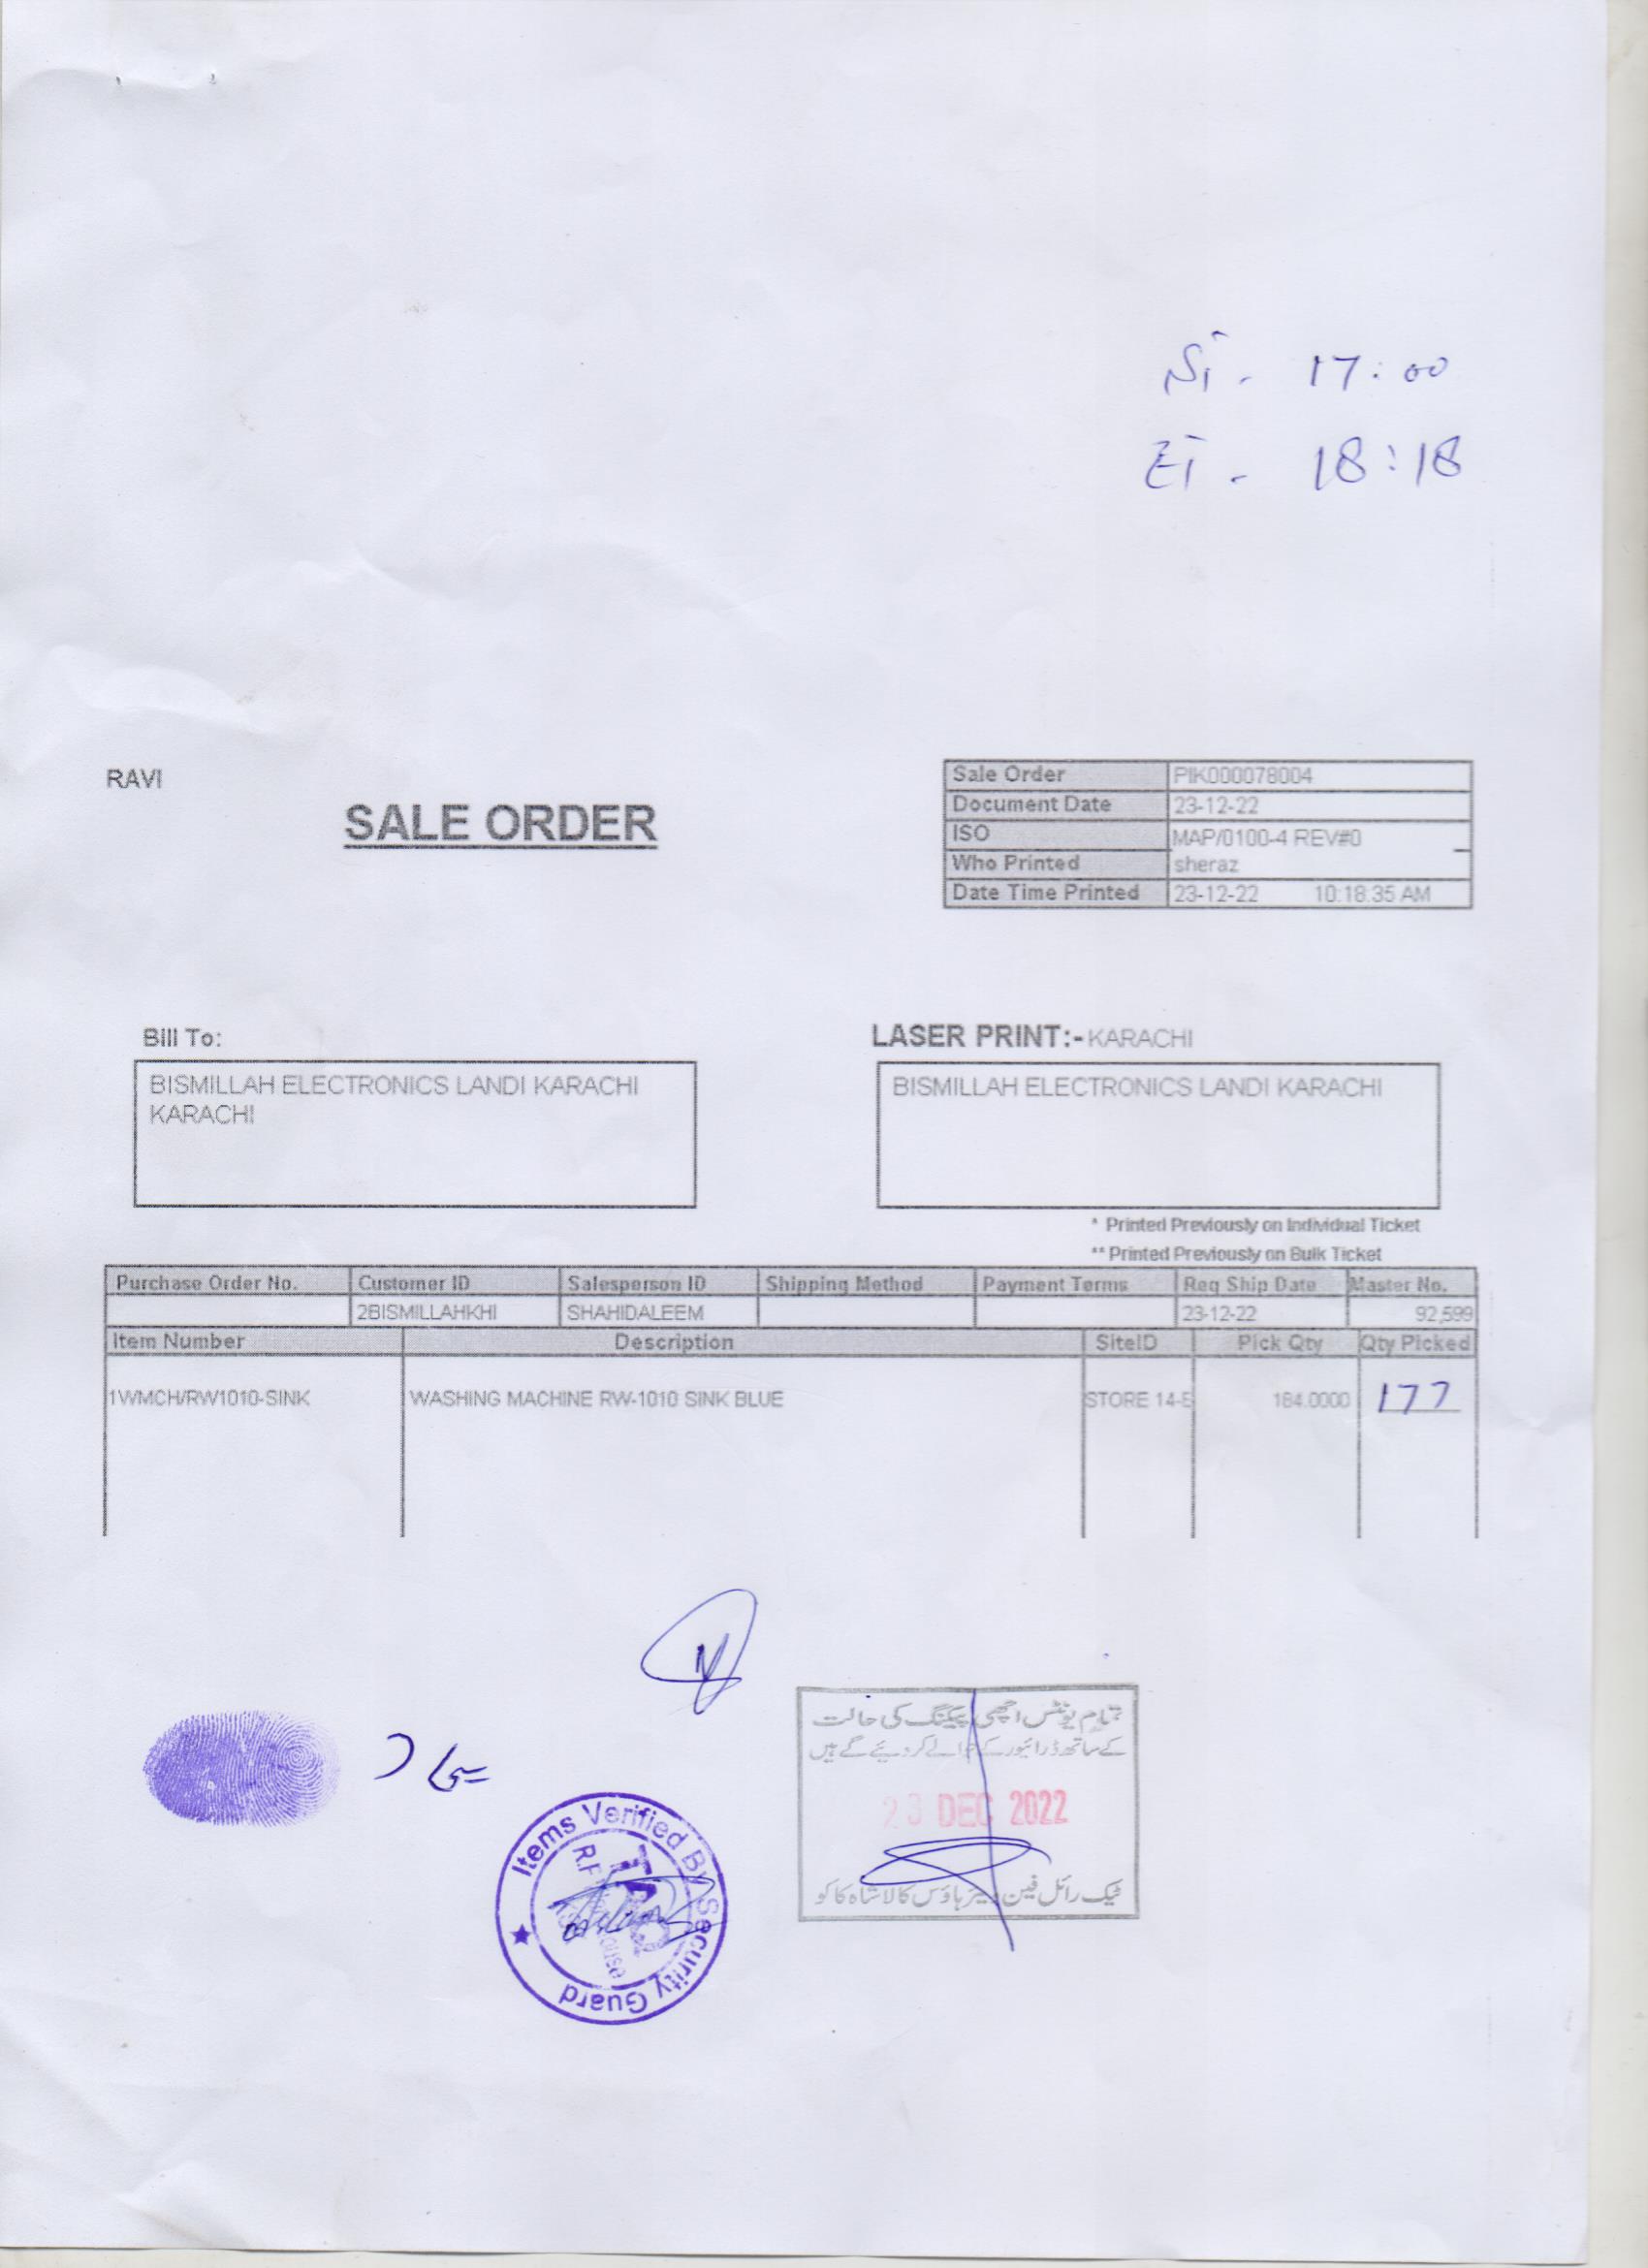 ST - 17:00
ET - 18:18
RAVI
SALE ORDER
Sale Order PIK000078004
Document Date 23-12-22
ISO MAP/0100-4 REV#0
Who Printed sheraz
Date Time Printed 23-12-22 10:18:35 AM
Bill To:
BISMILLAH ELECTRONICS LANDI KARACHI
KARACHI
LASER PRINT:- KARACHI
BISMILLAH ELECTRONICS LANDI KARACHI
* Printed Previously on Individual Ticket
** Printed Previously on Bulk Ticket
Purchase Order No. Customer ID Salesperson ID Shipping Method Payment Terms Req Ship Date Master No.
2BISMILLAHKHI SHAHIDALEEM 23-12-22 92,599
Item Number Description SiteID Pick Qty Qty Picked
1WMCH/RW1010-SINK WASHING MACHINE RW-1010 SINK BLUE STORE 14-E 184.0000 177
تمام یونٹس اچھی پیکنگ کی حالت
کے ساتھ ڈرائیور کے حوالے کر دیئے گے ہیں
23 DEC 2022
ٹیک رائل فین ویئر ہاؤس کالا شاہ کاکو
Items Verified By Security Guard
R.F